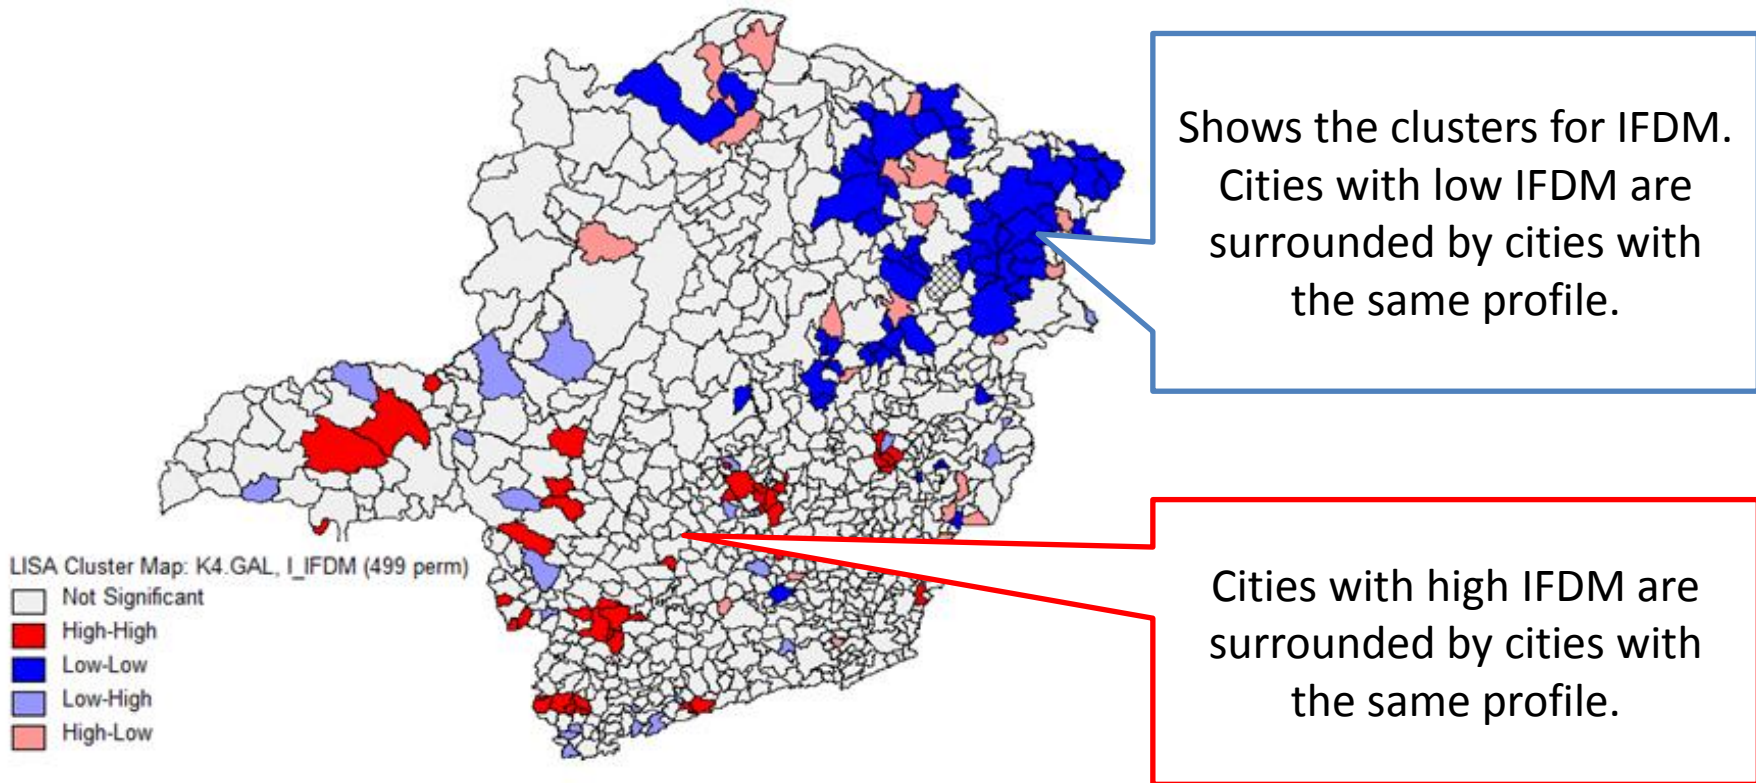 Shows the clusters for IFDM.
Cities with low IFDM are
surrounded by cities with
the same profile.
LISA Cluster Map: K4.GAL, I_IFDM (499 perm)
Not Significant
High-High
Low-Low
Low-High
High-Low
Cities with high IFDM are
surrounded by cities with
the same profile.